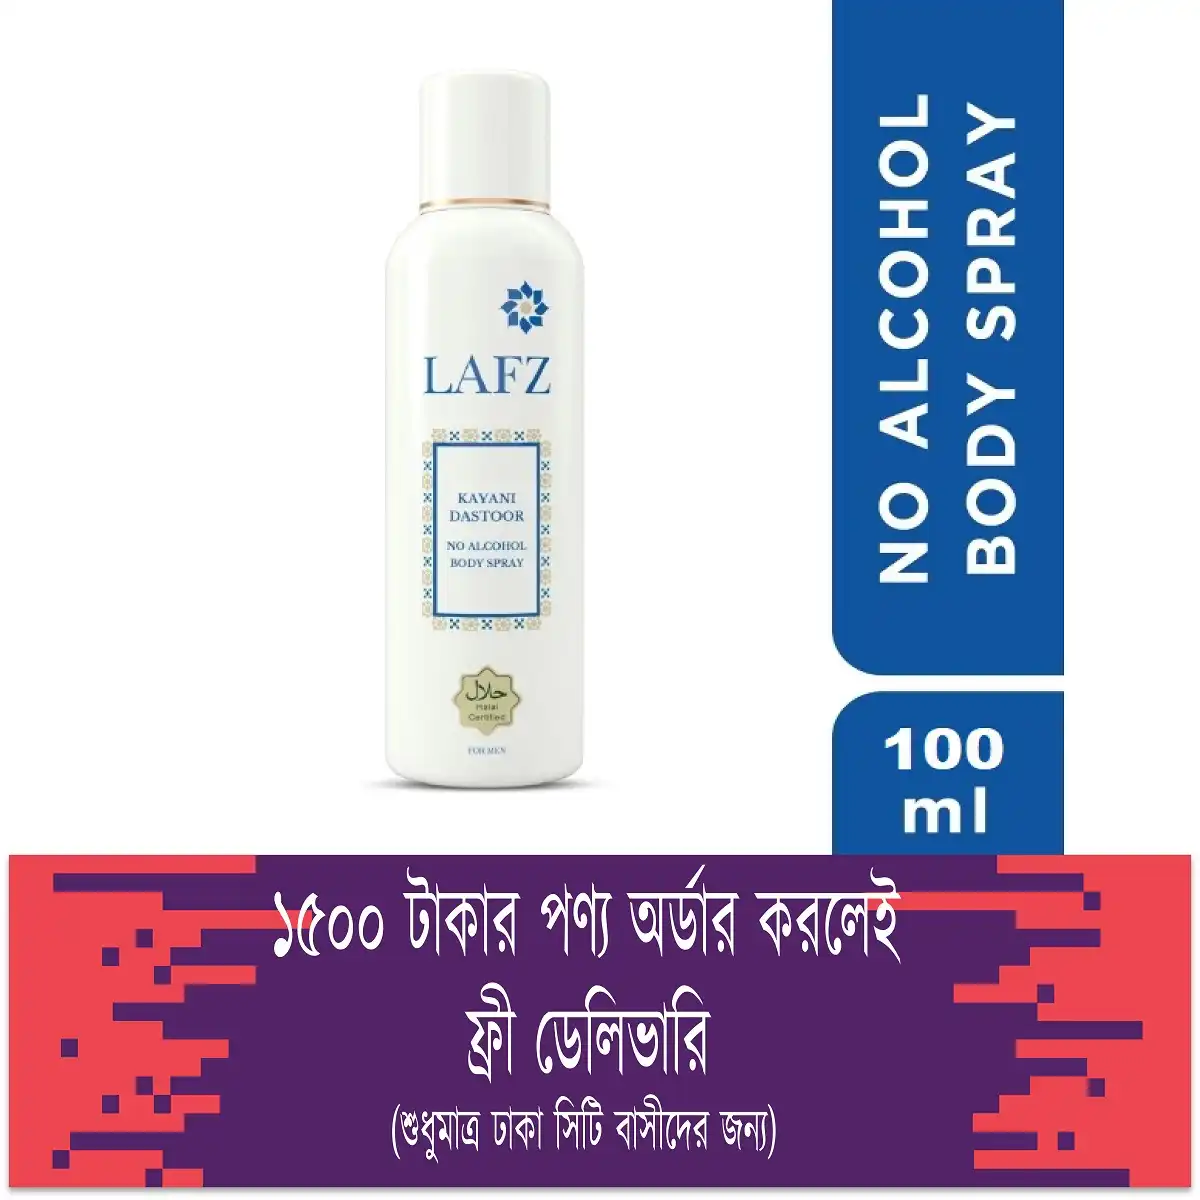 LAFZ
KAYANI
DASTOOR
NO ALCOHOL
BODY SPRAY
حلال
Halal
Certified
FOR MEN
NO ALCOHOL
BODY SPRAY
100
ml
১৫০০ টাকার পণ্য অর্ডার করলেই
ফ্রী ডেলিভারি
(শুধুমাত্র ঢাকা সিটি বাসীদের জন্য)